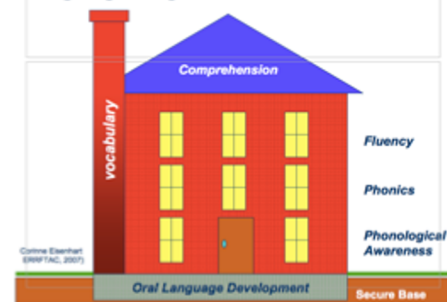 Comprehension
vocabulary
Fluency
Phonics
Phonological
Awareness
Corinne Eisenhart
ERRFTAC, 2007)
Oral Language Development
Secure Base